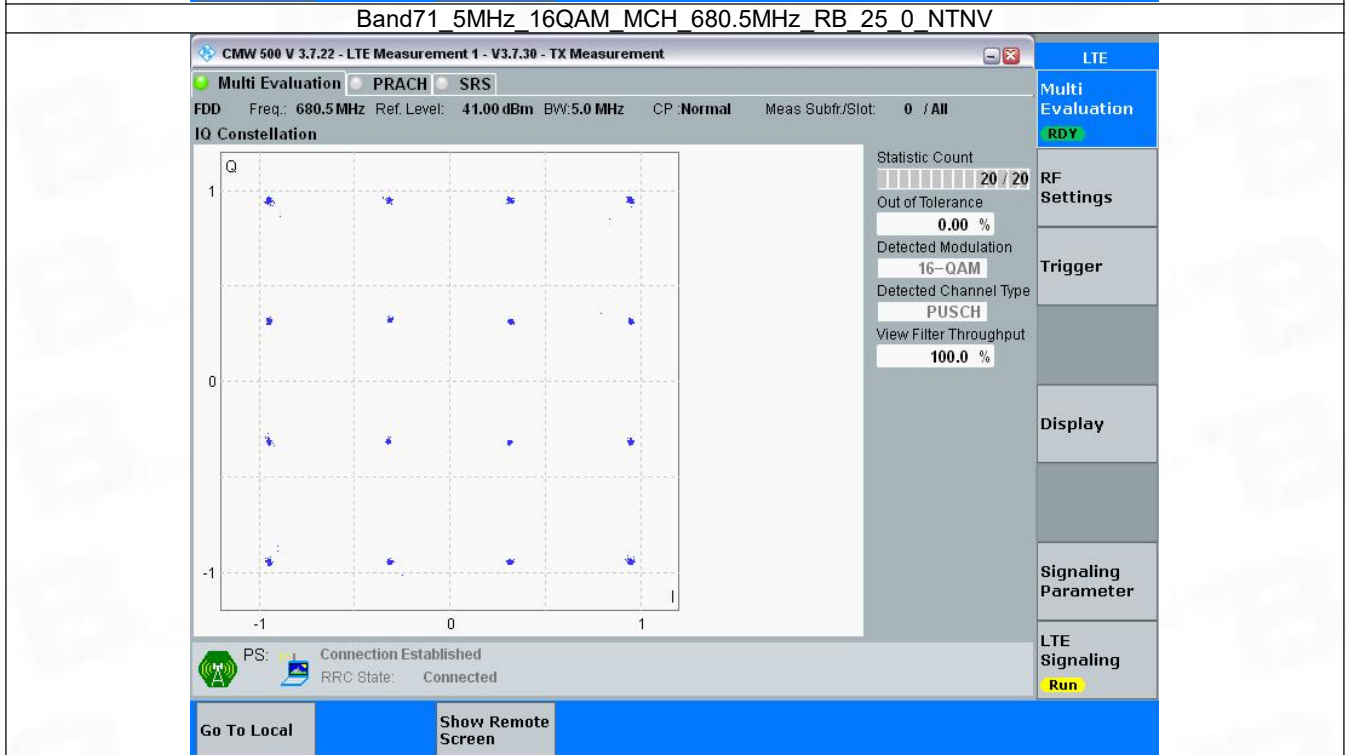 Band71_5MHz_16QAM_MCH_680.5MHz_RB_25_0_NTNV
CMW 500 V 3.7.22 - LTE Measurement 1 - V3.7.30 - TX Measurement
LTE
Multi Evaluation PRACH SRS
Multi
Evaluation
RDY
FDD Freq.: 680.5 MHz Ref. Level: 41.00 dBm BW: 5.0 MHz CP :Normal Meas Subfr./Slot: 0 / All
IQ Constellation
Q
1
0
-1
I
-1 0 1
Statistic Count
20 / 20
Out of Tolerance
0.00 %
Detected Modulation
16-QAM
Detected Channel Type
PUSCH
View Filter Throughput
100.0 %
RF
Settings
Trigger
Display
Signaling
Parameter
LTE
Signaling
Run
PS: Connection Established
RRC State: Connected
Go To Local
Show Remote
Screen